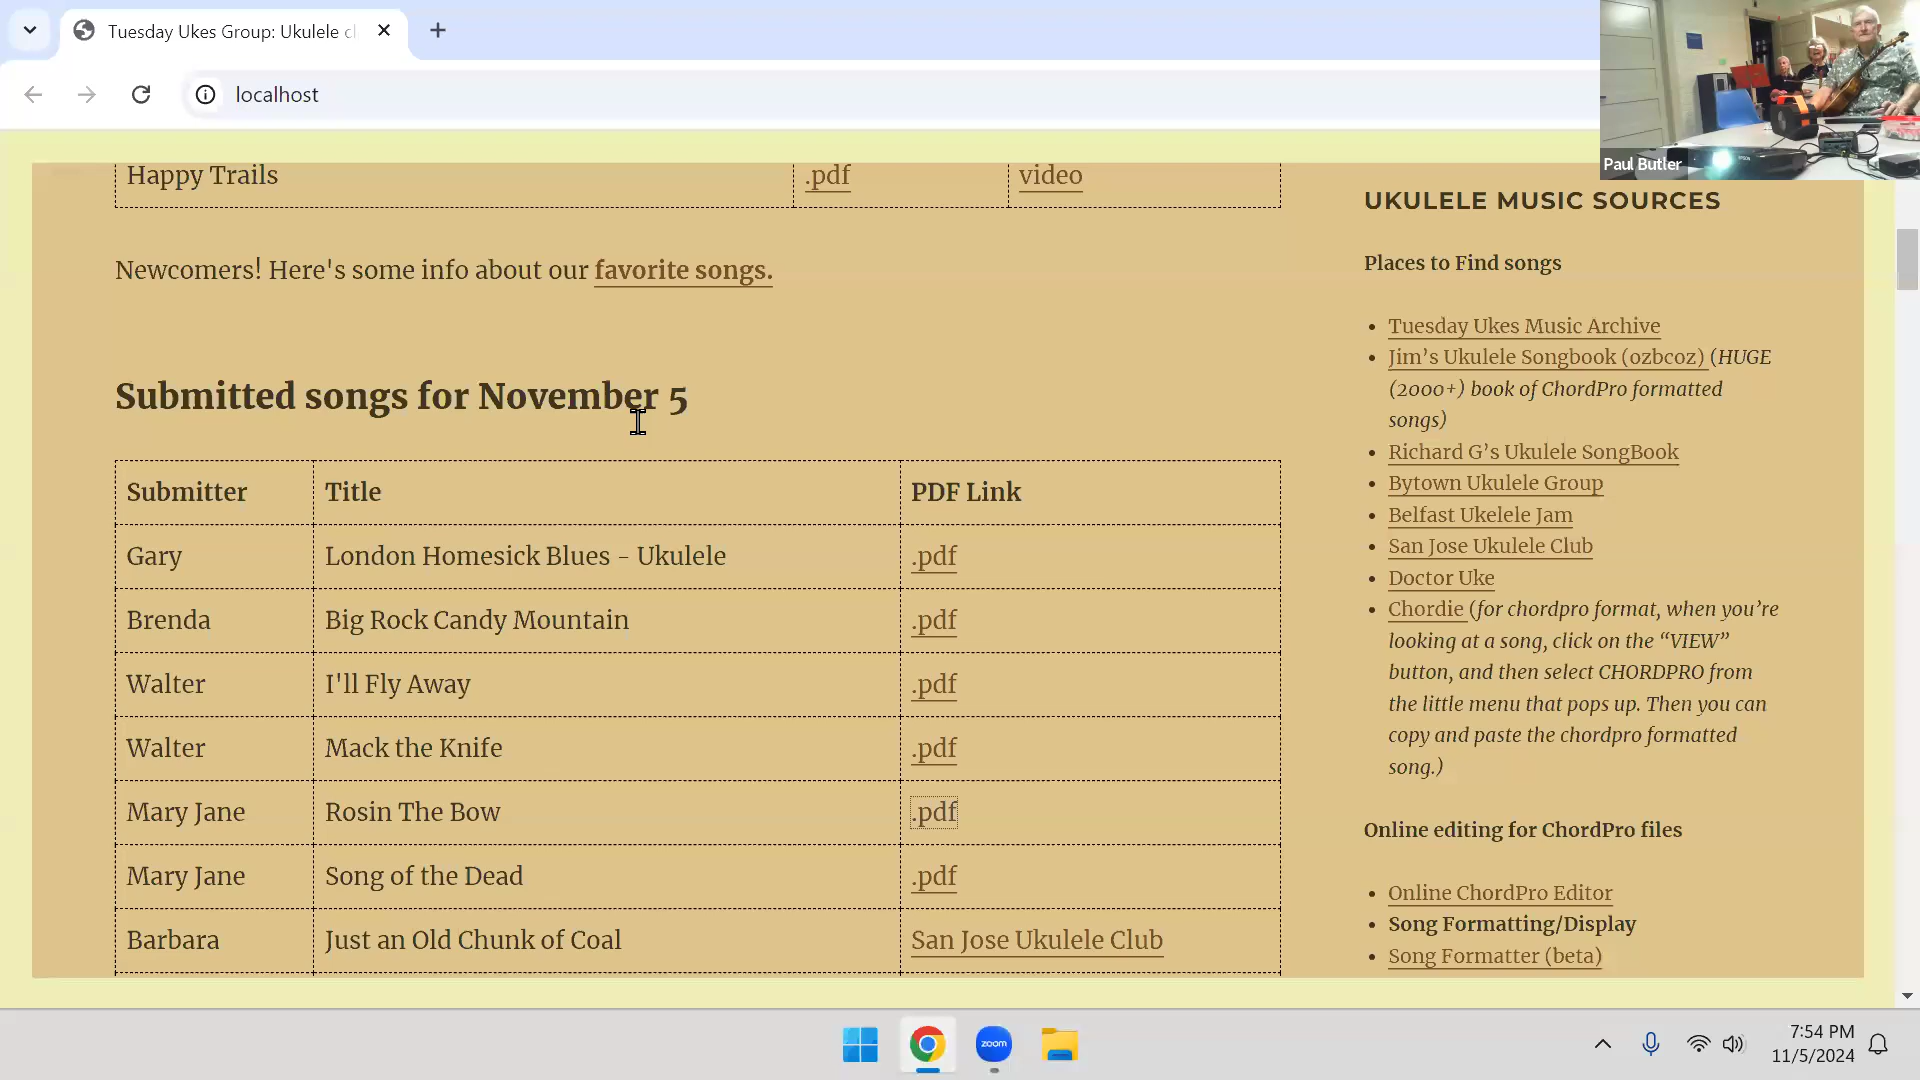 Tuesday Ukes Group: Ukulele cl
localhost
Paul Butler
Happy Trails .pdf video
Newcomers! Here's some info about our favorite songs.
Submitted songs for November 5
Submitter Title PDF Link
Gary London Homesick Blues - Ukulele .pdf
Brenda Big Rock Candy Mountain .pdf
Walter I'll Fly Away .pdf
Walter Mack the Knife .pdf
Mary Jane Rosin The Bow .pdf
Mary Jane Song of the Dead .pdf
Barbara Just an Old Chunk of Coal San Jose Ukulele Club
UKULELE MUSIC SOURCES
Places to Find songs
Tuesday Ukes Music Archive
Jim’s Ukulele Songbook (ozbcoz) (HUGE
(2000+) book of ChordPro formatted
songs)
Richard G’s Ukulele SongBook
Bytown Ukulele Group
Belfast Ukelele Jam
San Jose Ukulele Club
Doctor Uke
Chordie (for chordpro format, when you’re
looking at a song, click on the “VIEW”
button, and then select CHORDPRO from
the little menu that pops up. Then you can
copy and paste the chordpro formatted
song.)
Online editing for ChordPro files
Online ChordPro Editor
Song Formatting/Display
Song Formatter (beta)
zoom
7:54 PM
11/5/2024